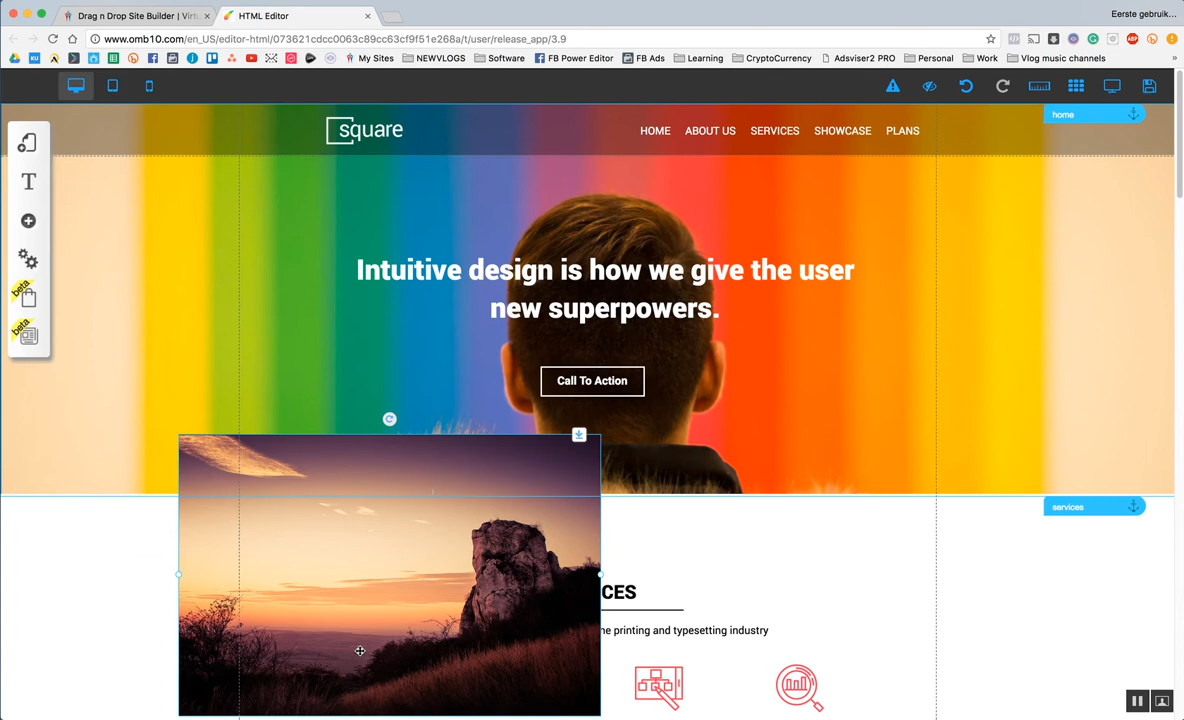 Drag n Drop Site Builder | Virtu
HTML Editor
Eerste gebruik...
www.omb10.com/en_US/editor-html/073621cdcc0063c89cc63cf9f51e268a/t/user/release_app/3.9
My Sites NEWVLOGS Software FB Power Editor FB Ads Learning CryptoCurrency Adsviser2 PRO Personal Work Vlog music channels
home
square
HOME ABOUT US SERVICES SHOWCASE PLANS
beta
beta
Intuitive design is how we give the user
new superpowers.
Call To Action
services
CES
he printing and typesetting industry